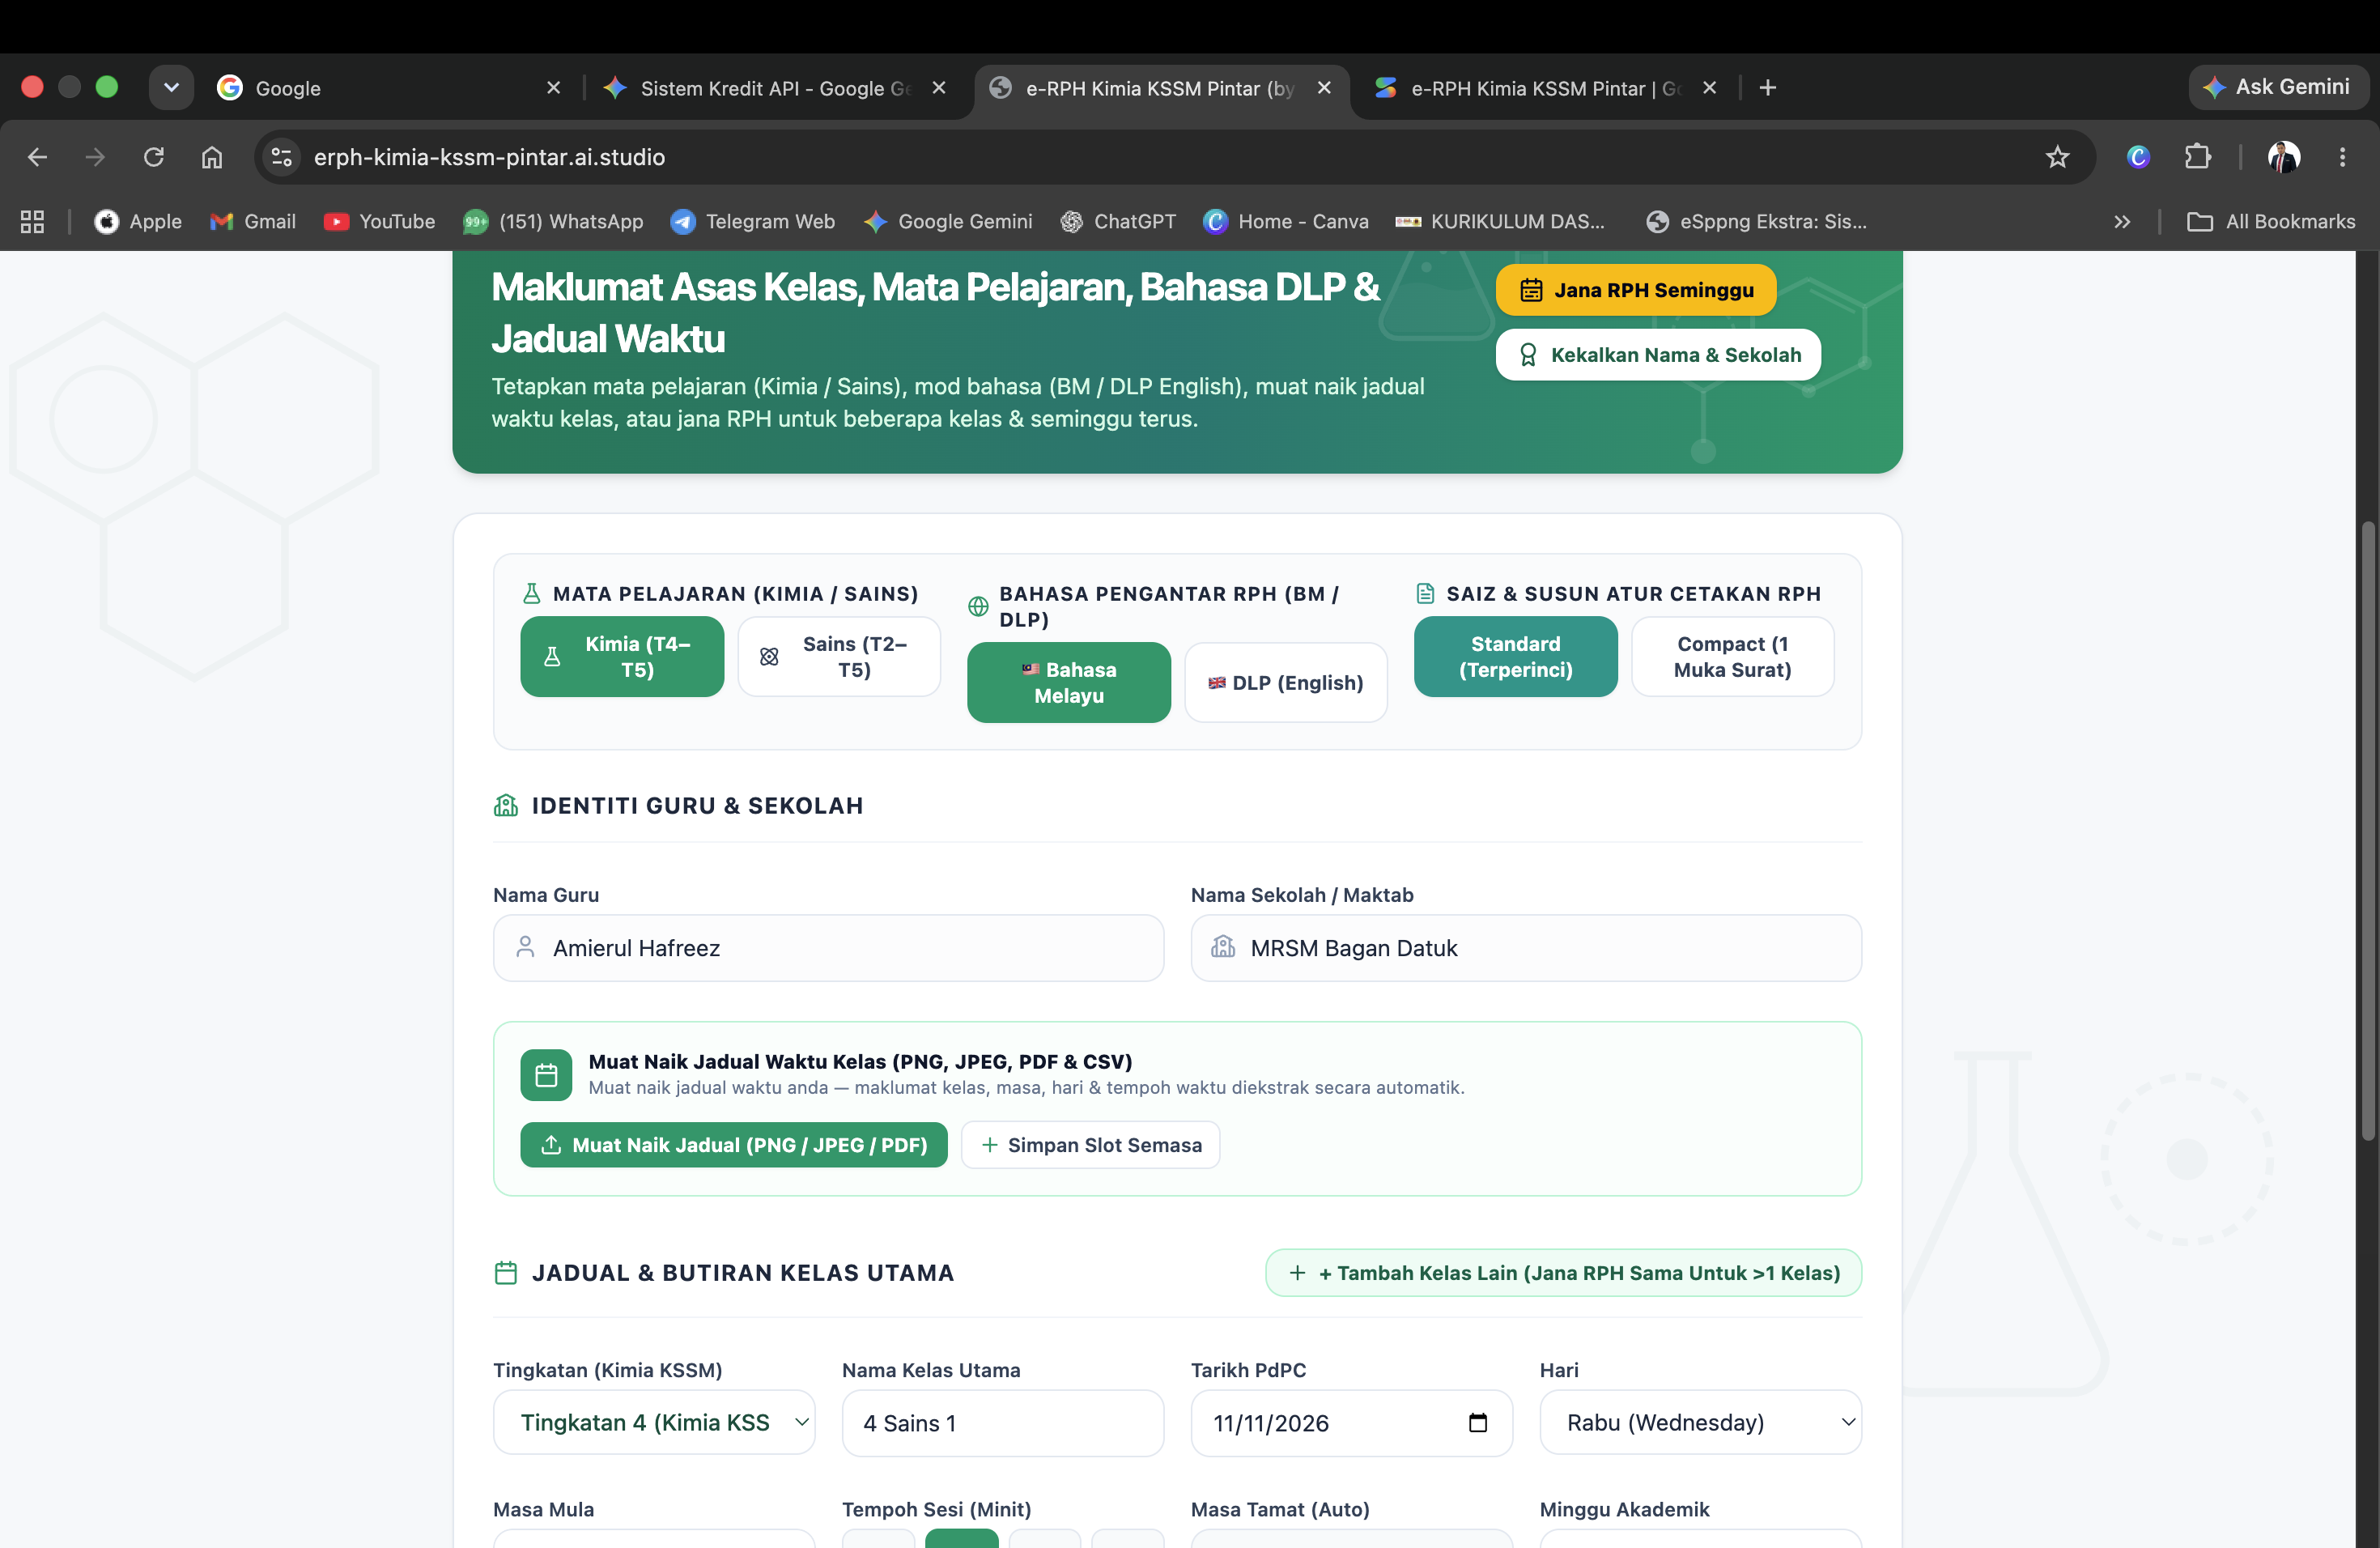 Google
Sistem Kredit API - Google Ge
e-RPH Kimia KSSM Pintar (by
e-RPH Kimia KSSM Pintar | Go
Ask Gemini
erph-kimia-kssm-pintar.ai.studio
Apple
Gmail
YouTube
99+
(151) WhatsApp
Telegram Web
Google Gemini
ChatGPT
Home - Canva
KURIKULUM DAS...
eSppng Ekstra: Sis...
All Bookmarks
Maklumat Asas Kelas, Mata Pelajaran, Bahasa DLP &
Jadual Waktu
Tetapkan mata pelajaran (Kimia / Sains), mod bahasa (BM / DLP English), muat naik jadual
waktu kelas, atau jana RPH untuk beberapa kelas & seminggu terus.
Jana RPH Seminggu
Kekalkan Nama & Sekolah
MATA PELAJARAN (KIMIA / SAINS)
Kimia (T4–
T5)
Sains (T2–
T5)
BAHASA PENGANTAR RPH (BM /
DLP)
Bahasa
Melayu
DLP (English)
SAIZ & SUSUN ATUR CETAKAN RPH
Standard
(Terperinci)
Compact (1
Muka Surat)
IDENTITI GURU & SEKOLAH
Nama Guru
Amierul Hafreez
Nama Sekolah / Maktab
MRSM Bagan Datuk
Muat Naik Jadual Waktu Kelas (PNG, JPEG, PDF & CSV)
Muat naik jadual waktu anda — maklumat kelas, masa, hari & tempoh waktu diekstrak secara automatik.
Muat Naik Jadual (PNG / JPEG / PDF)
+ Simpan Slot Semasa
JADUAL & BUTIRAN KELAS UTAMA
+ + Tambah Kelas Lain (Jana RPH Sama Untuk >1 Kelas)
Tingkatan (Kimia KSSM)
Tingkatan 4 (Kimia KSS
Nama Kelas Utama
4 Sains 1
Tarikh PdPC
11/11/2026
Hari
Rabu (Wednesday)
Masa Mula
Tempoh Sesi (Minit)
Masa Tamat (Auto)
Minggu Akademik